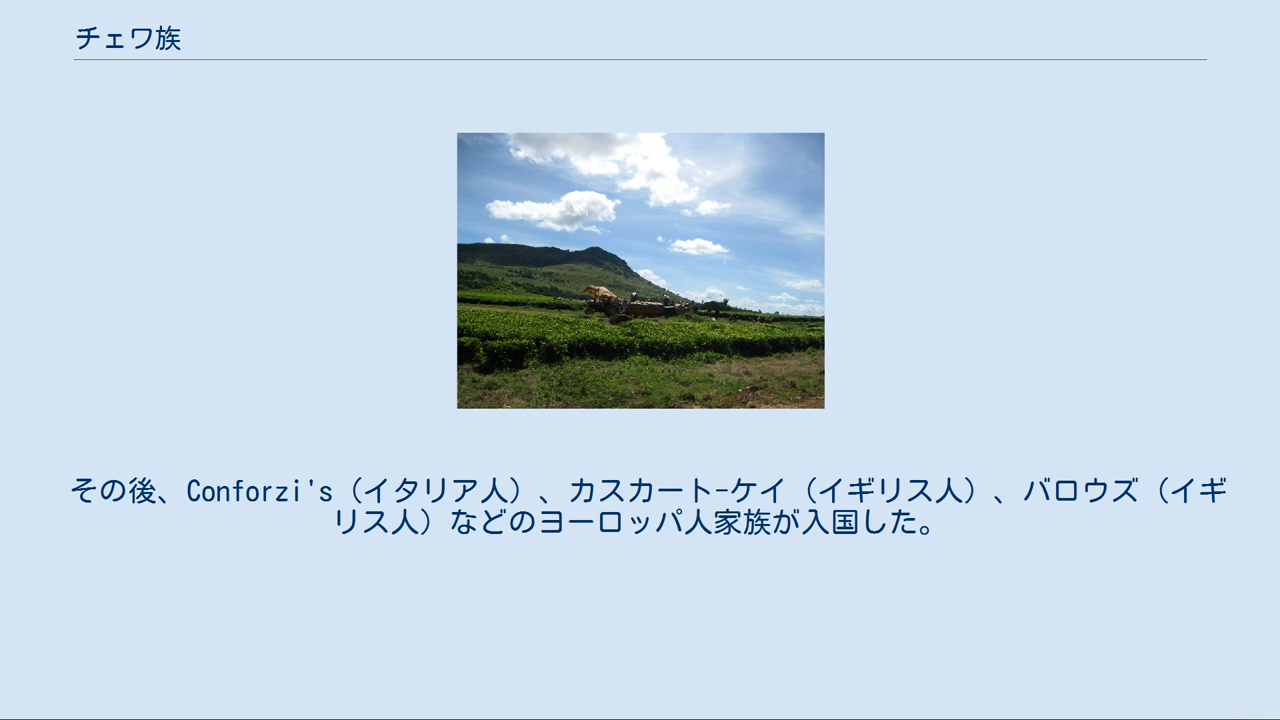 チェワ族
その後、Conforzi's（イタリア人）、カスカート-ケイ（イギリス人）、バロウズ（イギ
リス人）などのヨーロッパ人家族が入国した。